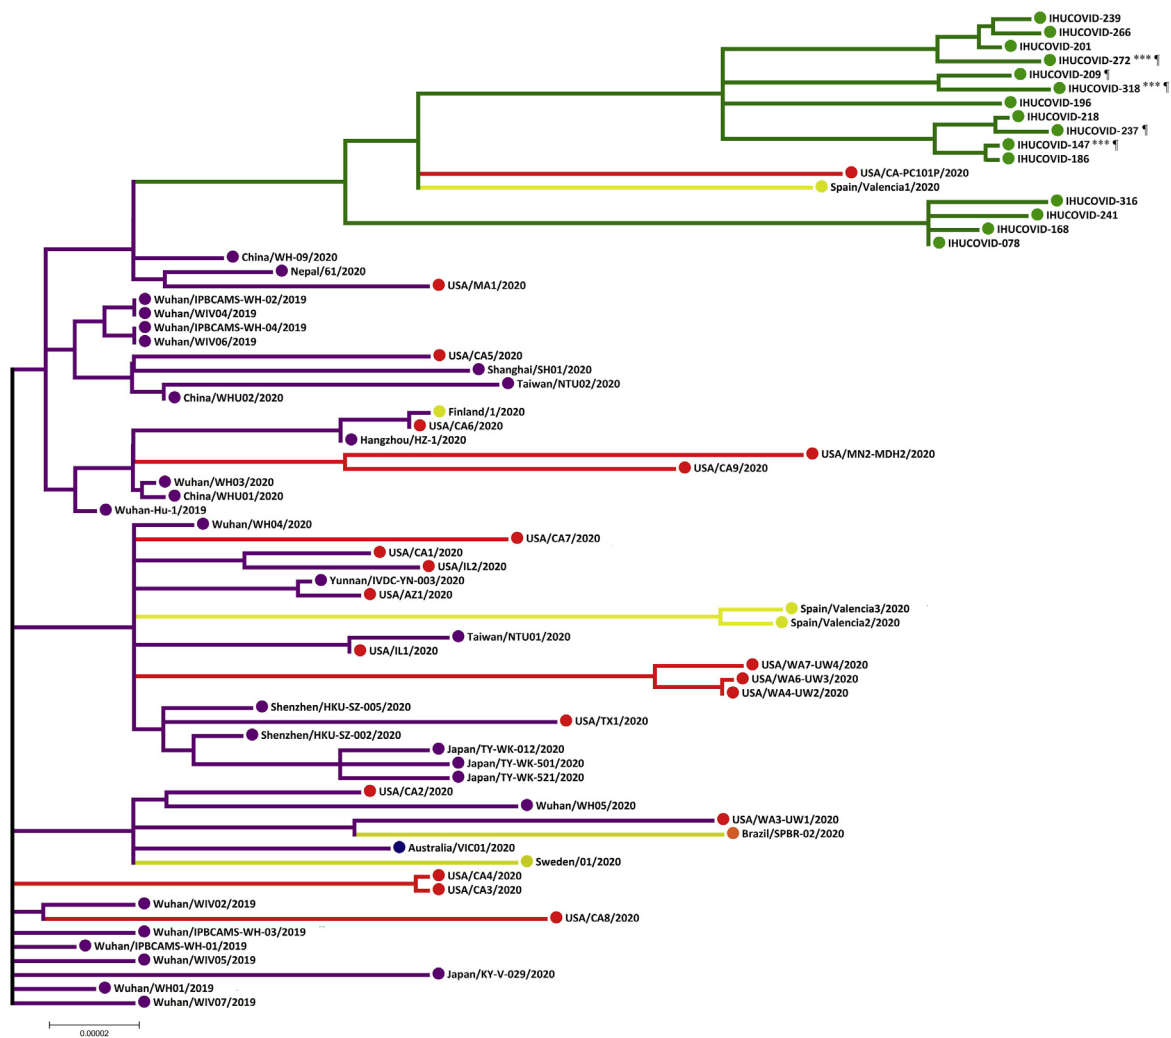 IHUCOVID-239
IHUCOVID-266
IHUCOVID-201
IHUCOVID-272 *** ¶
IHUCOVID-209 ¶
IHUCOVID-318 *** ¶
IHUCOVID-196
IHUCOVID-218
IHUCOVID-237 ¶
IHUCOVID-147 *** ¶
IHUCOVID-186
USA/CA-PC101P/2020
Spain/Valencia1/2020
IHUCOVID-316
IHUCOVID-241
IHUCOVID-168
IHUCOVID-078
China/WH-09/2020
Nepal/61/2020
USA/MA1/2020
Wuhan/IPBCAMS-WH-02/2019
Wuhan/WIV04/2019
Wuhan/IPBCAMS-WH-04/2019
Wuhan/WIV06/2019
USA/CA5/2020
Shanghai/SH01/2020
Taiwan/NTU02/2020
China/WHU02/2020
Finland/1/2020
USA/CA6/2020
Hangzhou/HZ-1/2020
USA/MN2-MDH2/2020
USA/CA9/2020
Wuhan/WH03/2020
China/WHU01/2020
Wuhan-Hu-1/2019
Wuhan/WH04/2020
USA/CA7/2020
USA/CA1/2020
USA/IL2/2020
Yunnan/IVDC-YN-003/2020
USA/AZ1/2020
Spain/Valencia3/2020
Spain/Valencia2/2020
Taiwan/NTU01/2020
USA/IL1/2020
USA/WA7-UW4/2020
USA/WA6-UW3/2020
USA/WA4-UW2/2020
Shenzhen/HKU-SZ-005/2020
USA/TX1/2020
Shenzhen/HKU-SZ-002/2020
Japan/TY-WK-012/2020
Japan/TY-WK-501/2020
Japan/TY-WK-521/2020
USA/CA2/2020
Wuhan/WH05/2020
USA/WA3-UW1/2020
Brazil/SPBR-02/2020
Australia/VIC01/2020
Sweden/01/2020
USA/CA4/2020
USA/CA3/2020
Wuhan/WIV02/2019
USA/CA8/2020
Wuhan/IPBCAMS-WH-03/2019
Wuhan/IPBCAMS-WH-01/2019
Wuhan/WIV05/2019
Japan/KY-V-029/2020
Wuhan/WH01/2019
Wuhan/WIV07/2019
0.00002